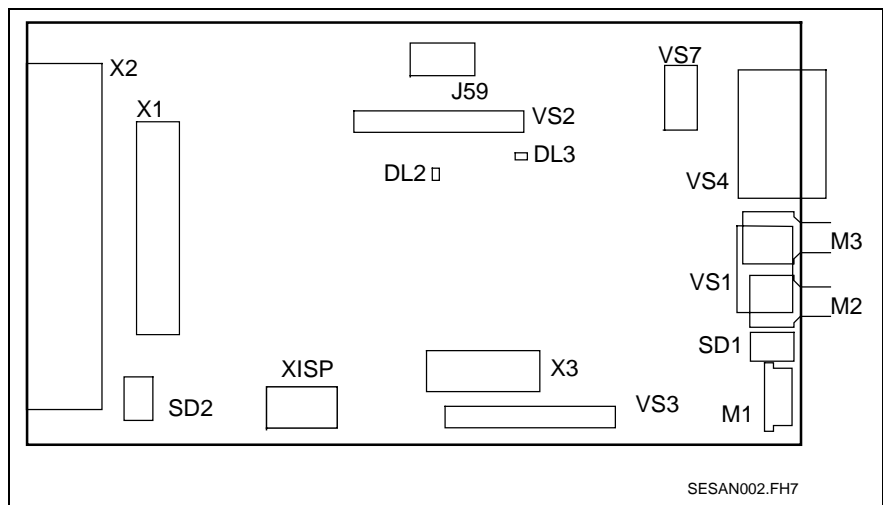 VS7
X2
J59
X1
VS2
DL3
DL2
VS4
M3
VS1
M2
SD1
XISP
X3
SD2
VS3
M1
SESAN002.FH7